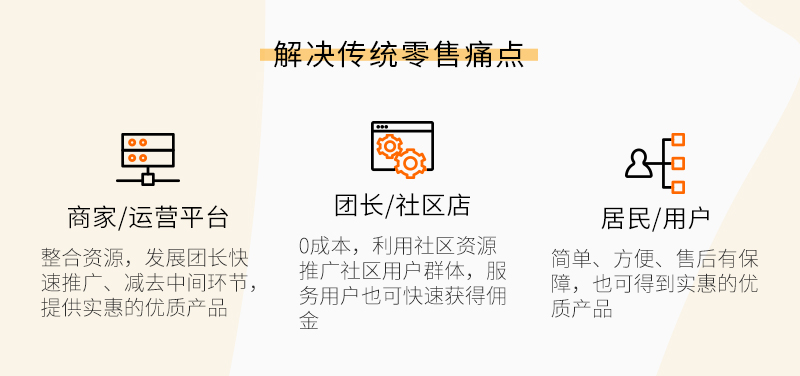 解决传统零售痛点
商家/运营平台
整合资源，发展团长快
速推广、减去中间环节，
提供实惠的优质产品
团长/社区店
0成本，利用社区资源
推广社区用户群体，服
务用户也可快速获得佣
金
居民/用户
简单、方便、售后有保
障，也可得到实惠的优
质产品